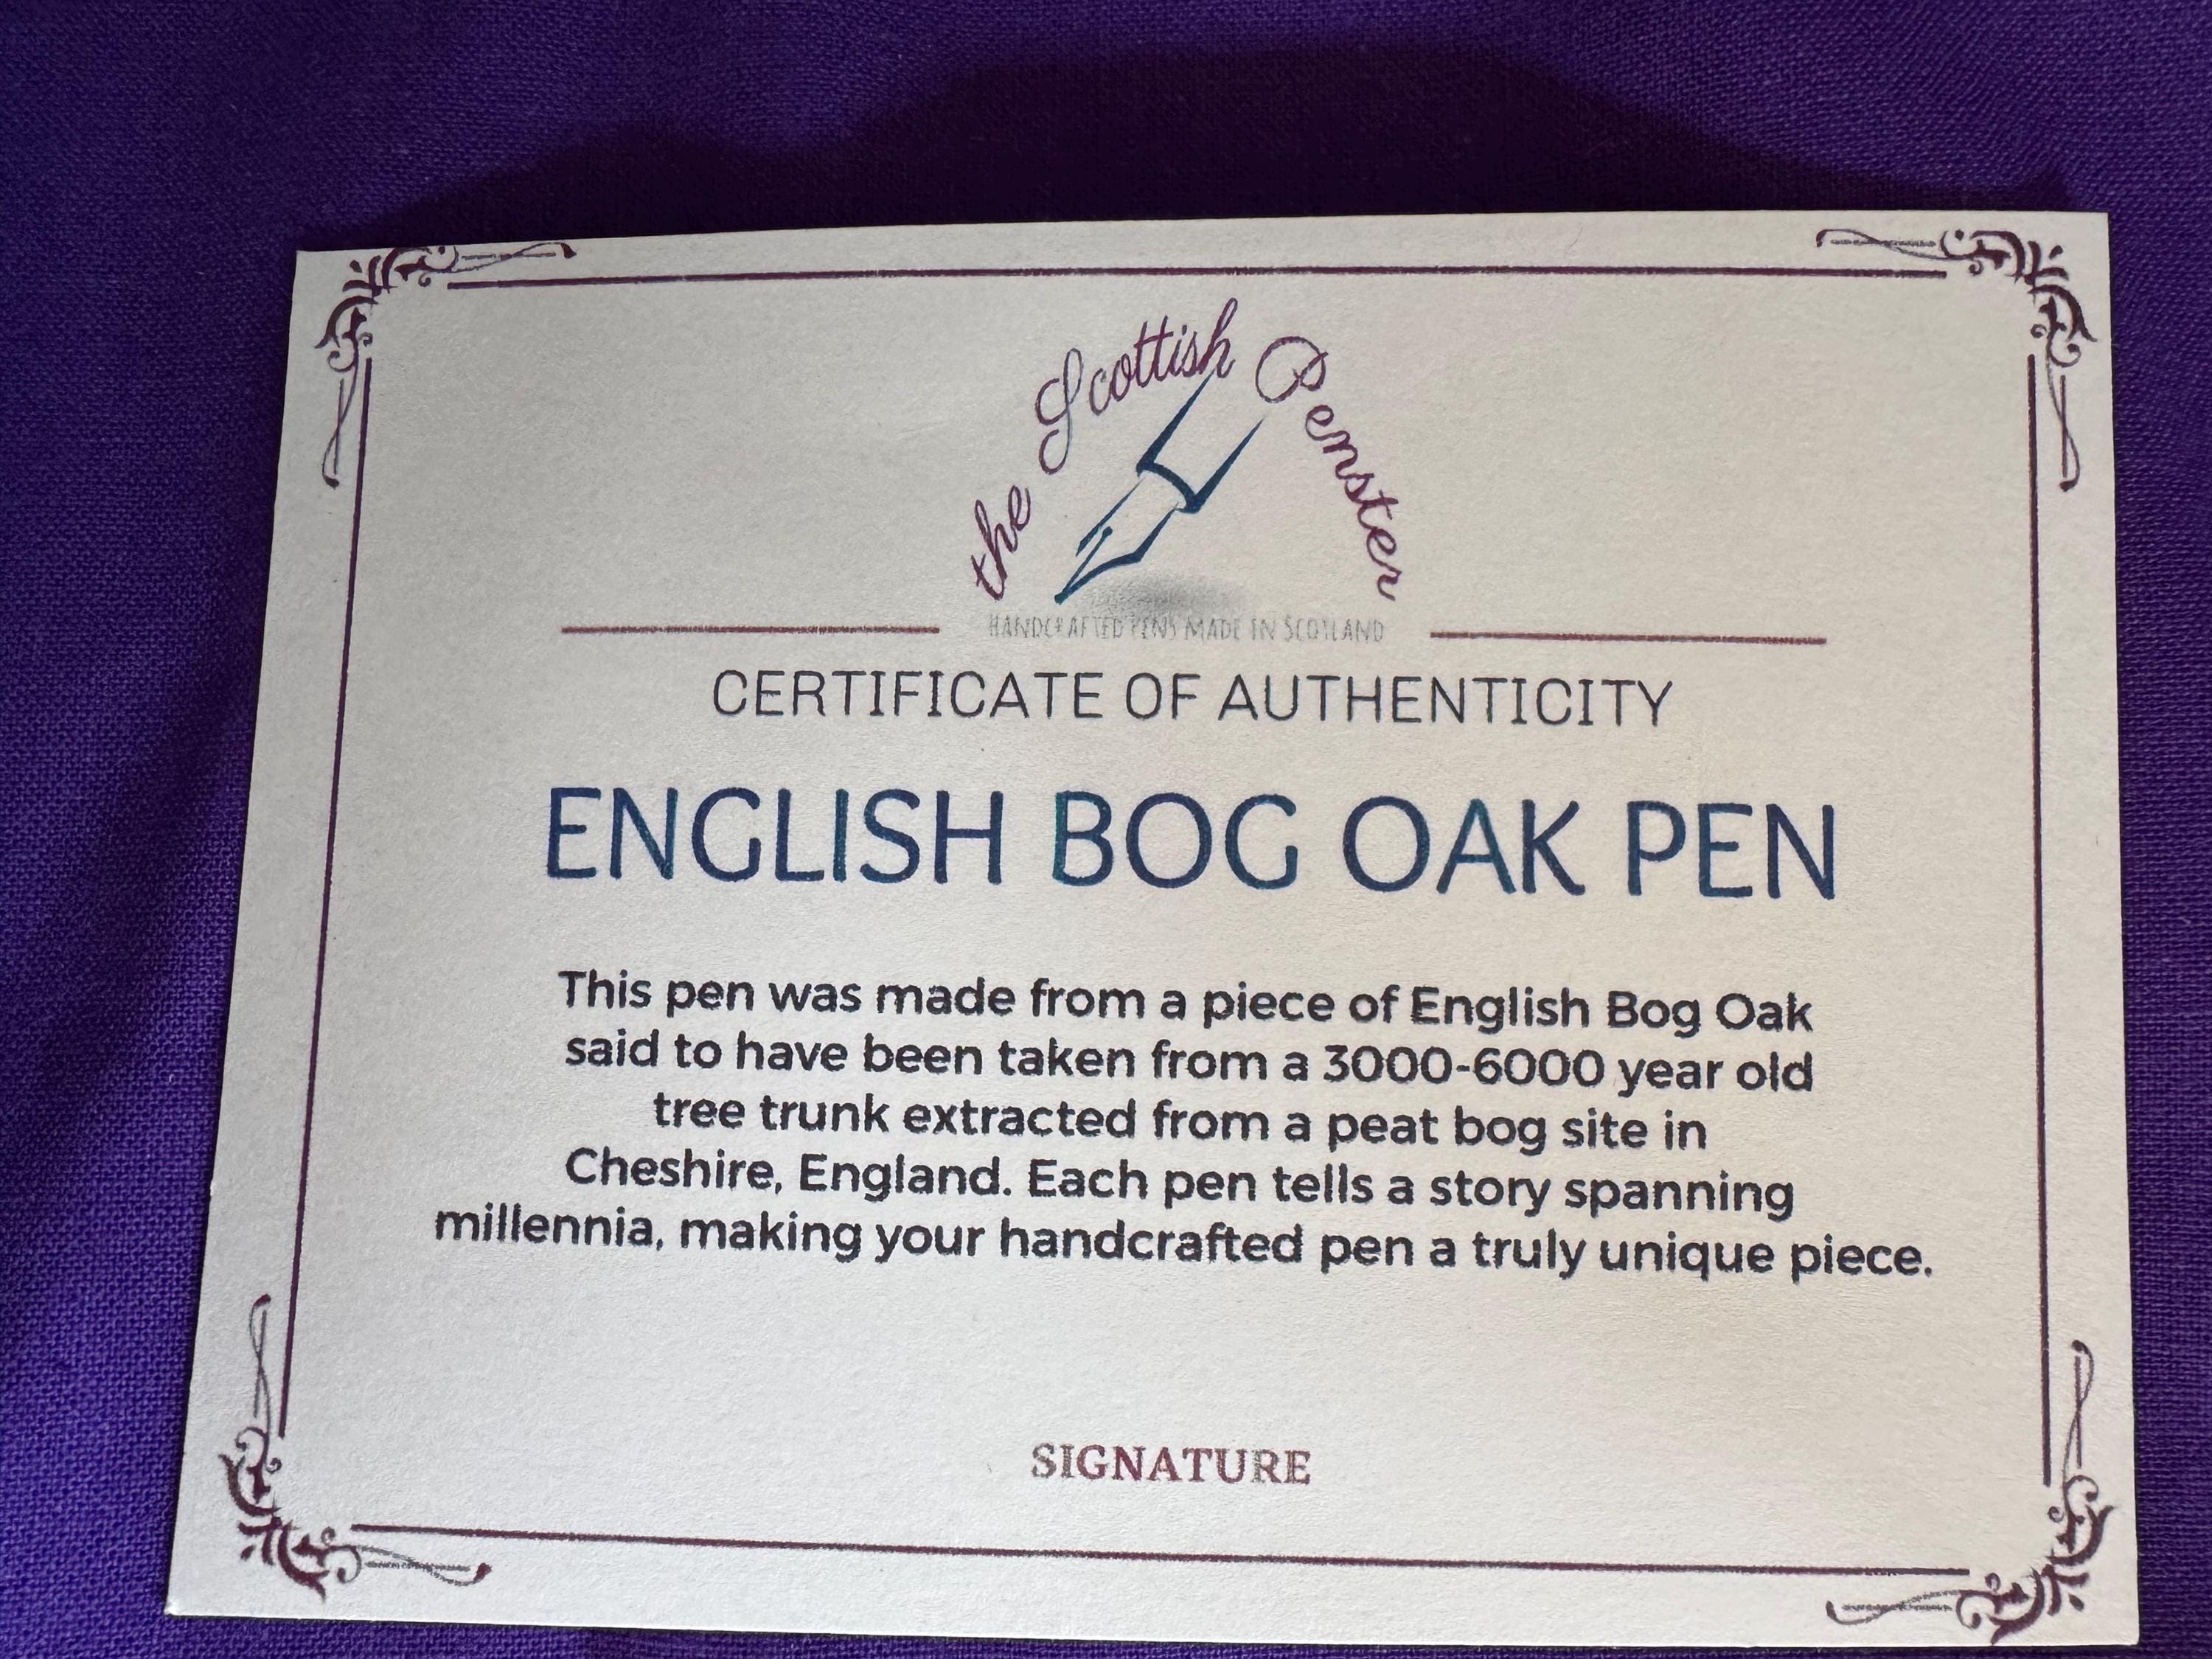 the Scottish Penster
HANDCRAFTED PENS MADE IN SCOTLAND
CERTIFICATE OF AUTHENTICITY
ENGLISH BOG OAK PEN
This pen was made from a piece of English Bog Oak
said to have been taken from a 3000-6000 year old
tree trunk extracted from a peat bog site in
Cheshire, England. Each pen tells a story spanning
millennia, making your handcrafted pen a truly unique piece.
SIGNATURE